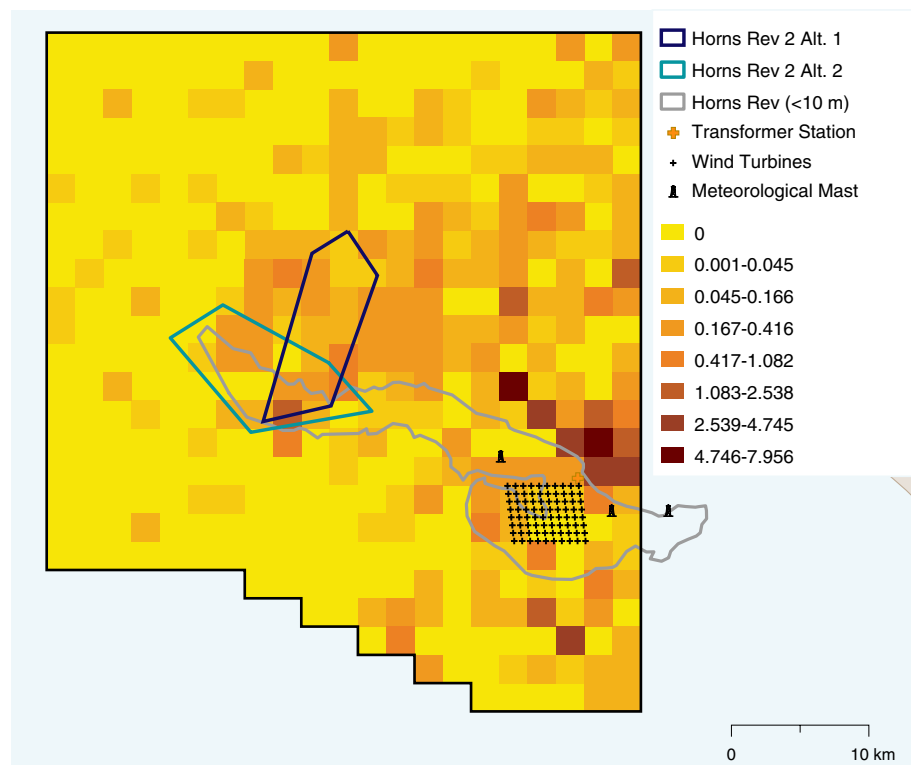 Horns Rev 2 Alt. 1
Horns Rev 2 Alt. 2
Horns Rev (<10 m)
Transformer Station
Wind Turbines
Meteorological Mast
0
0.001-0.045
0.045-0.166
0.167-0.416
0.417-1.082
1.083-2.538
2.539-4.745
4.746-7.956
0 10 km